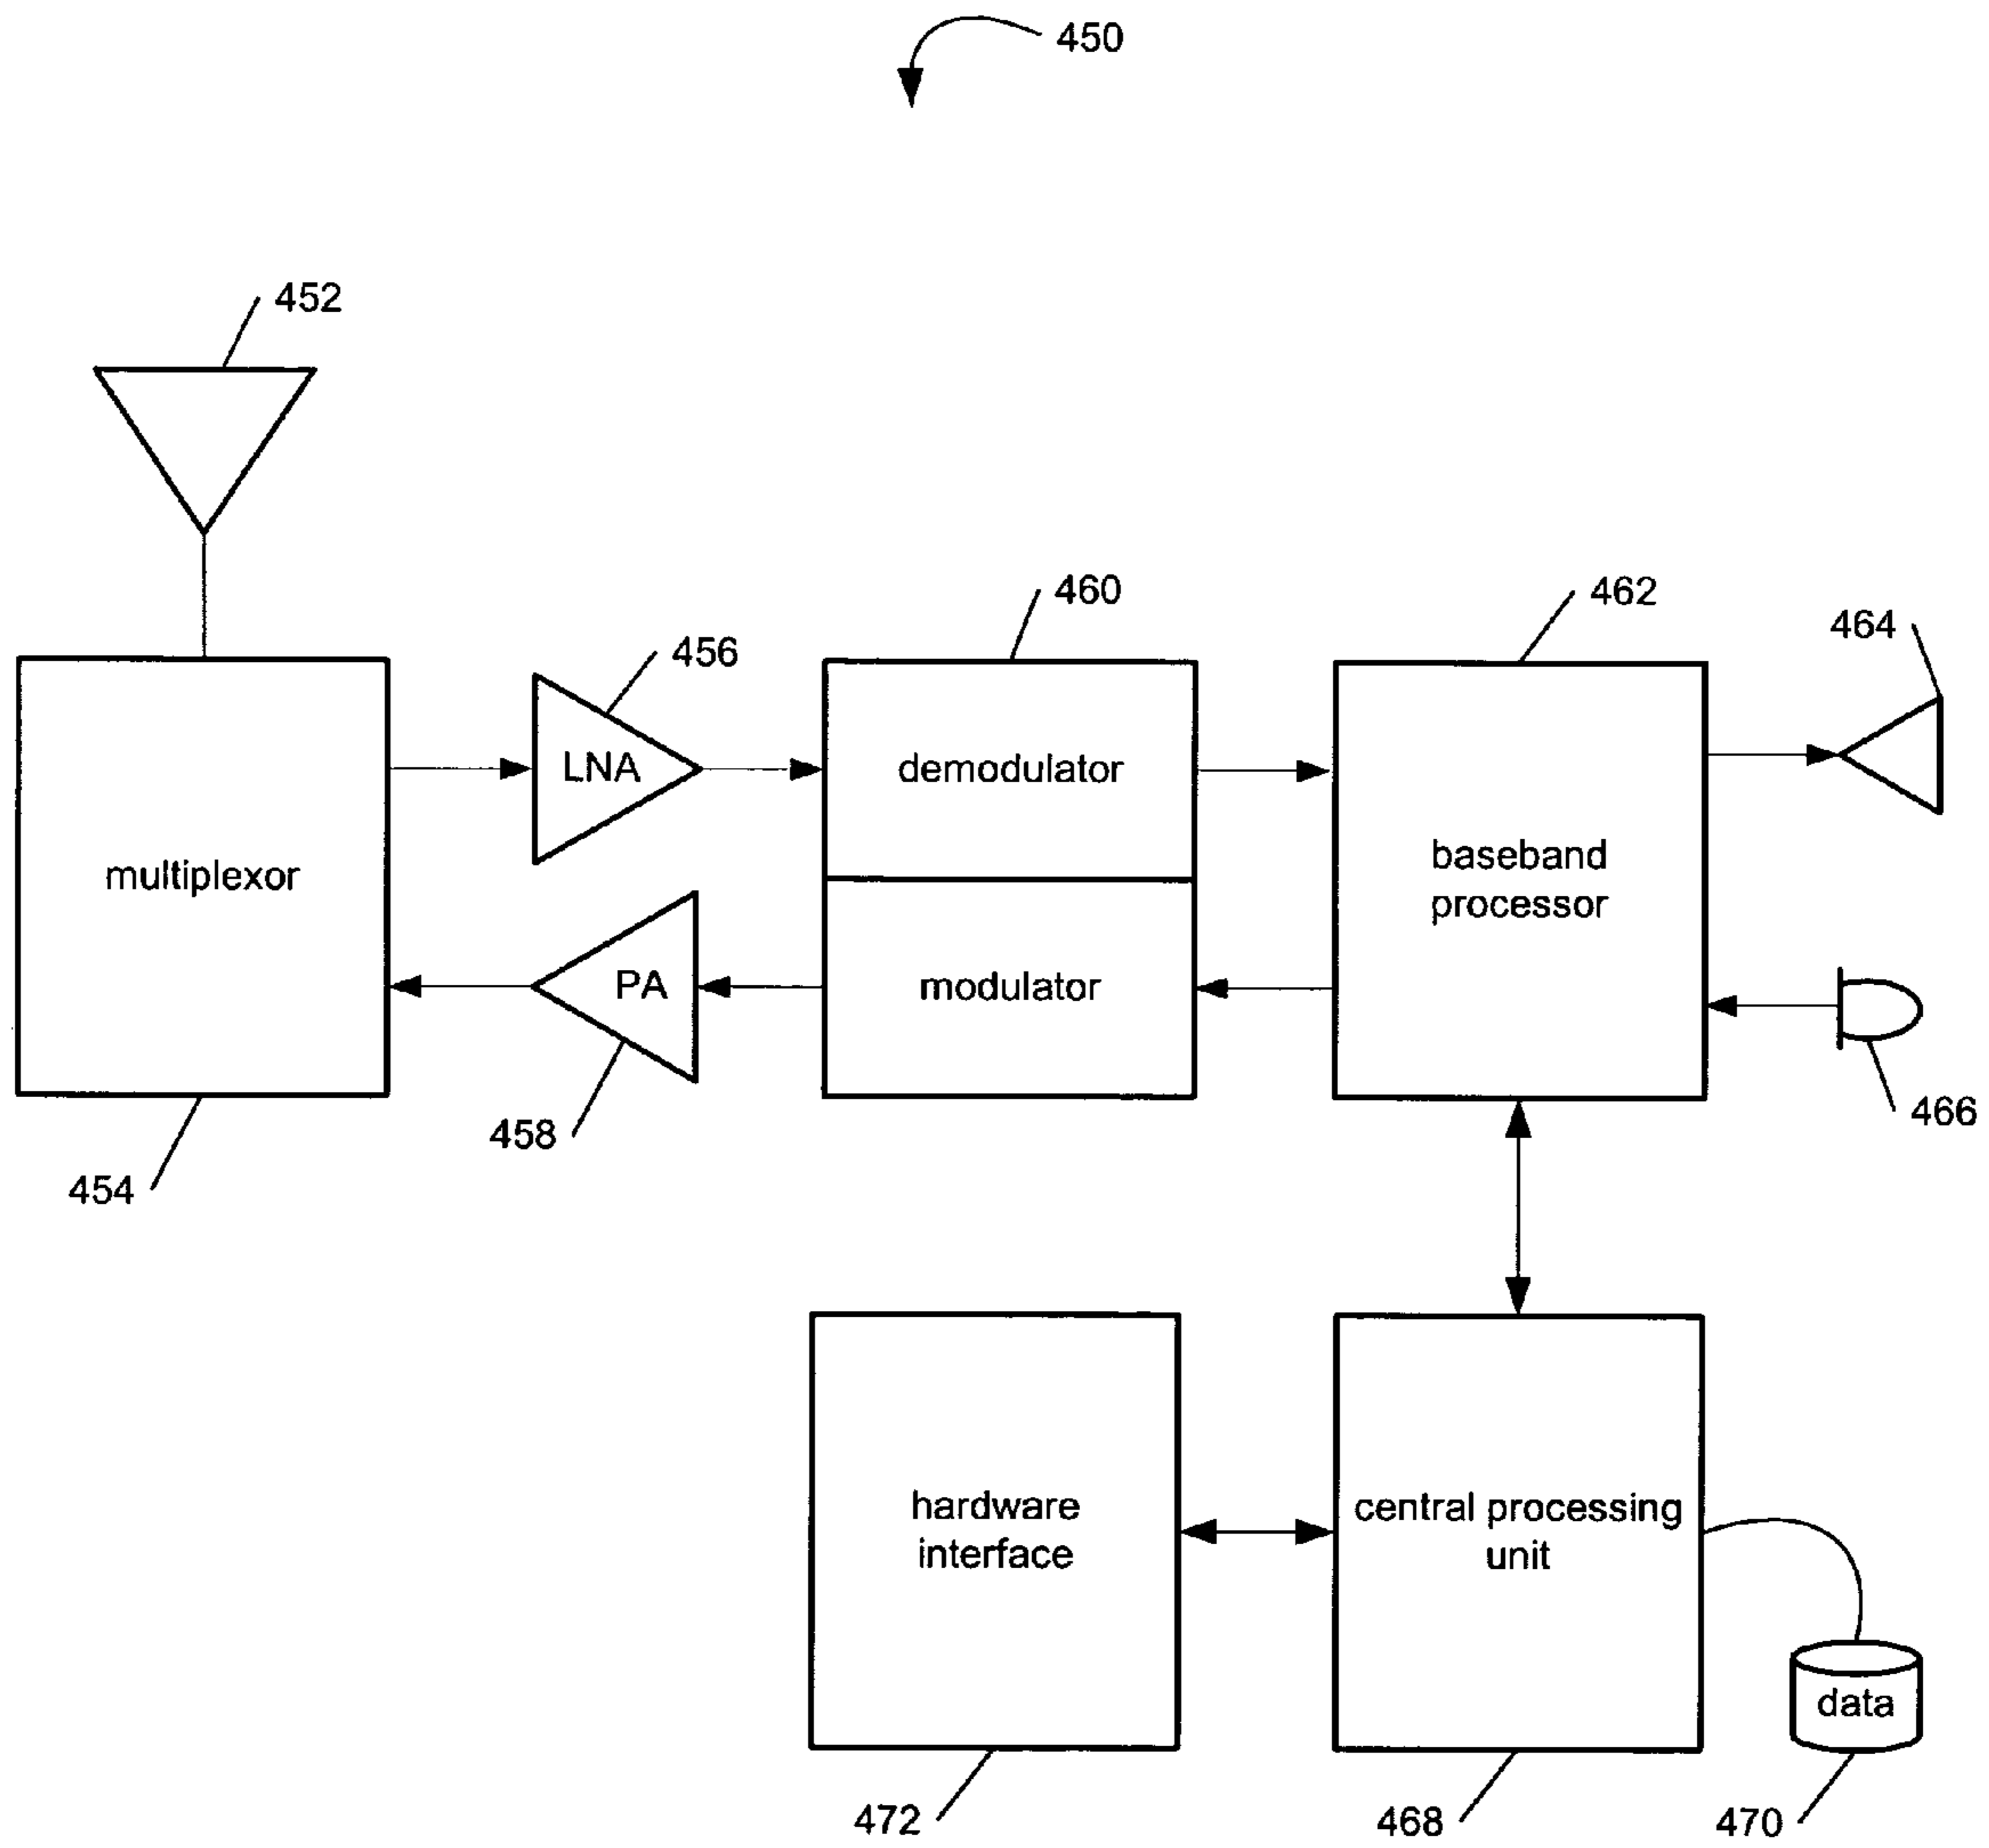 450
452
460
462
464
456
LNA
demodulator
multiplexor
baseband
processor
PA
modulator
458
466
454
hardware
interface
central processing
unit
data
472
468
470